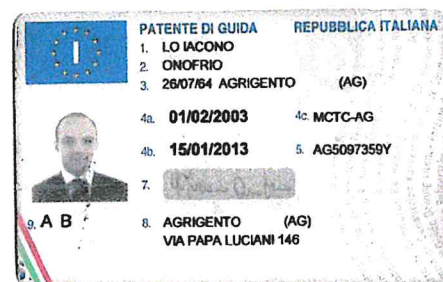 I
PATENTE DI GUIDA REPUBBLICA ITALIANA
1. LO IACONO
2. ONOFRIO
3. 26/07/64 AGRIGENTO (AG)
4a. 01/02/2003 4c. MCTC-AG
4b. 15/01/2013 5. AG5097359Y
7.
9. A B 8. AGRIGENTO (AG)
VIA PAPA LUCIANI 146